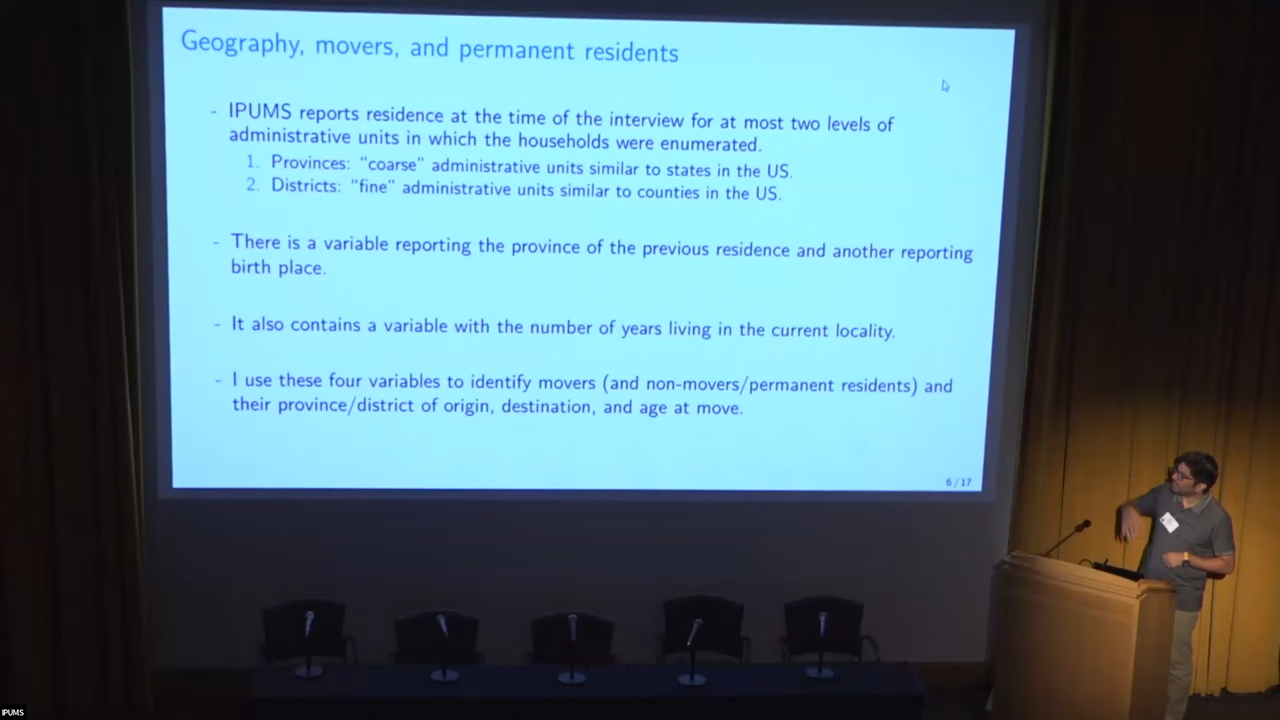 Geography, movers, and permanent residents
- IPUMS reports residence at the time of the interview for at most two levels of
administrative units in which the households were enumerated.
1. Provinces: “coarse” administrative units similar to states in the US.
2. Districts: “fine” administrative units similar to counties in the US.
- There is a variable reporting the province of the previous residence and another reporting
birth place.
- It also contains a variable with the number of years living in the current locality.
- I use these four variables to identify movers (and non-movers/permanent residents) and
their province/district of origin, destination, and age at move.
6 / 17
IPUMS